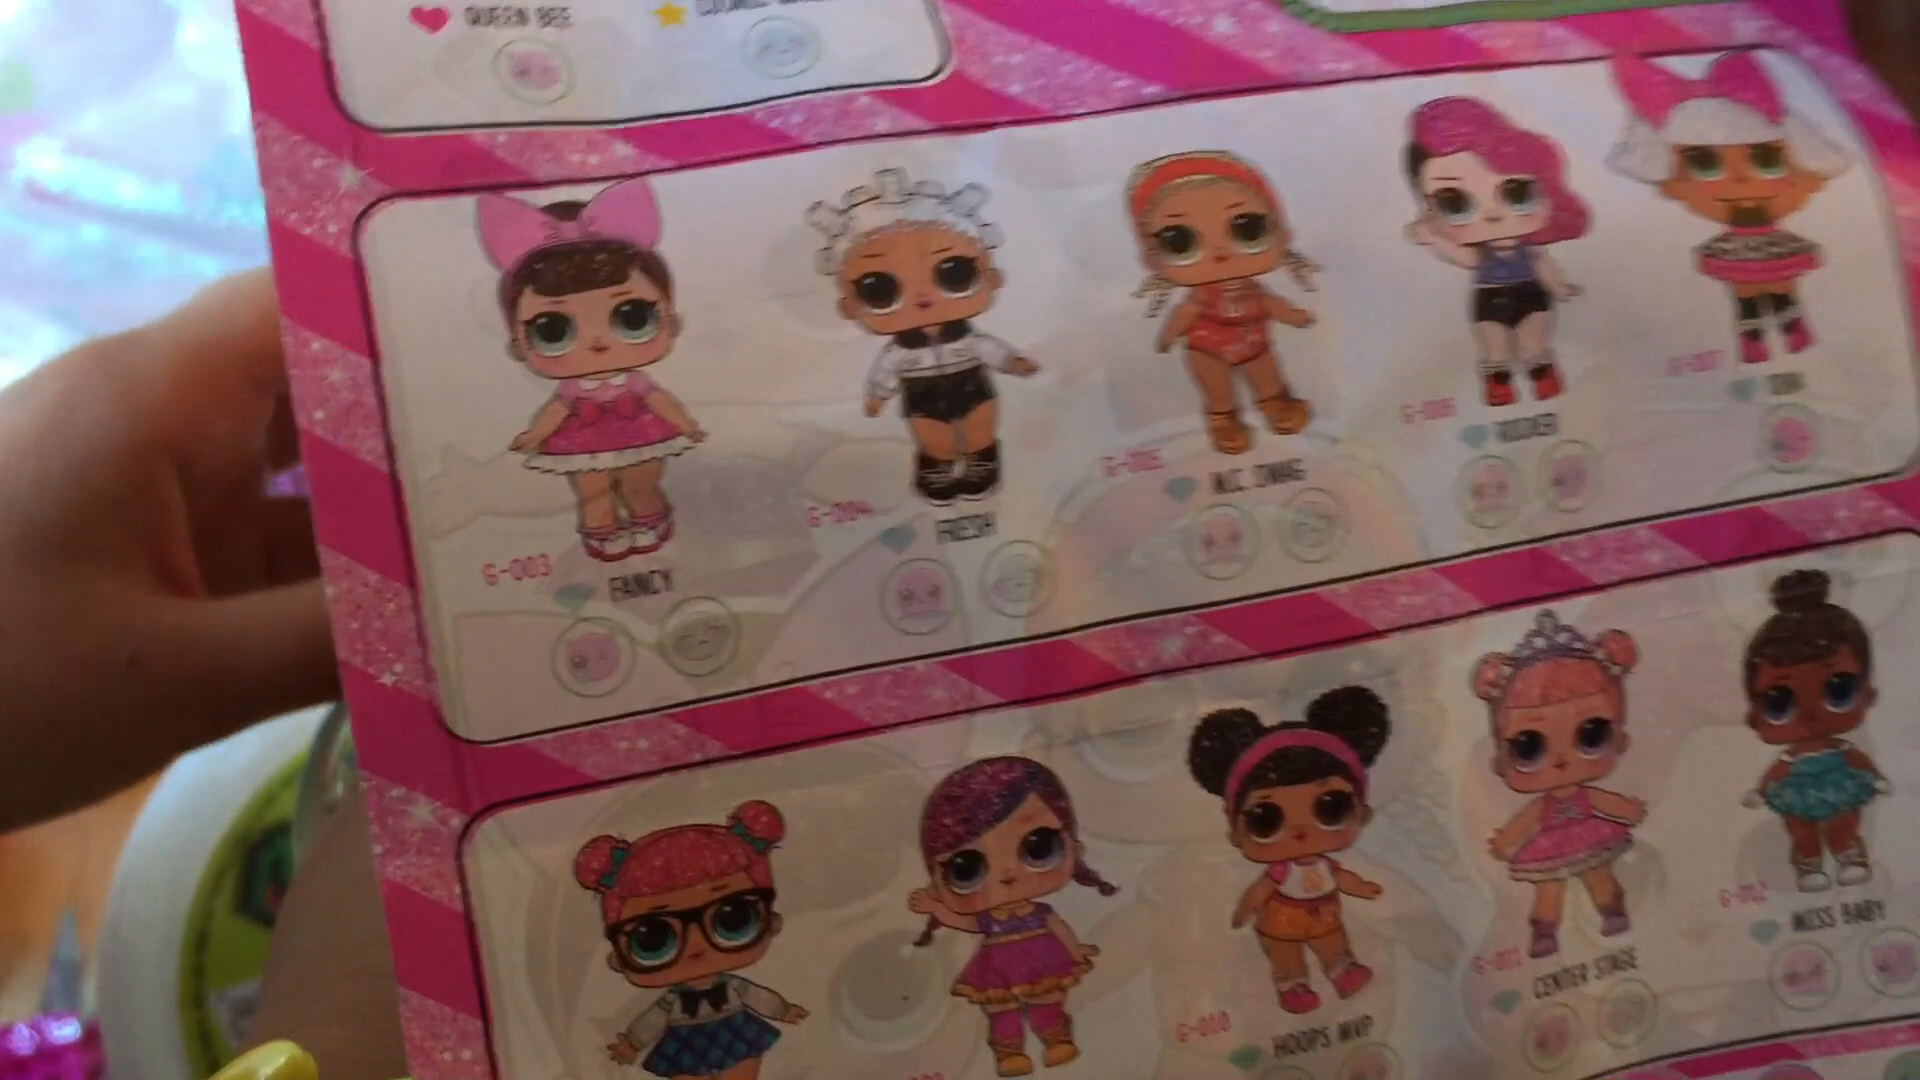 QUEEN BEE
G-003
FANCY
G-004
FRESH
G-005
M.C. SWAG
G-006
ROCKER
G-007
DIVA
G-010
HOOPS MVP
G-011
CENTER STAGE
G-012
MISS BABY